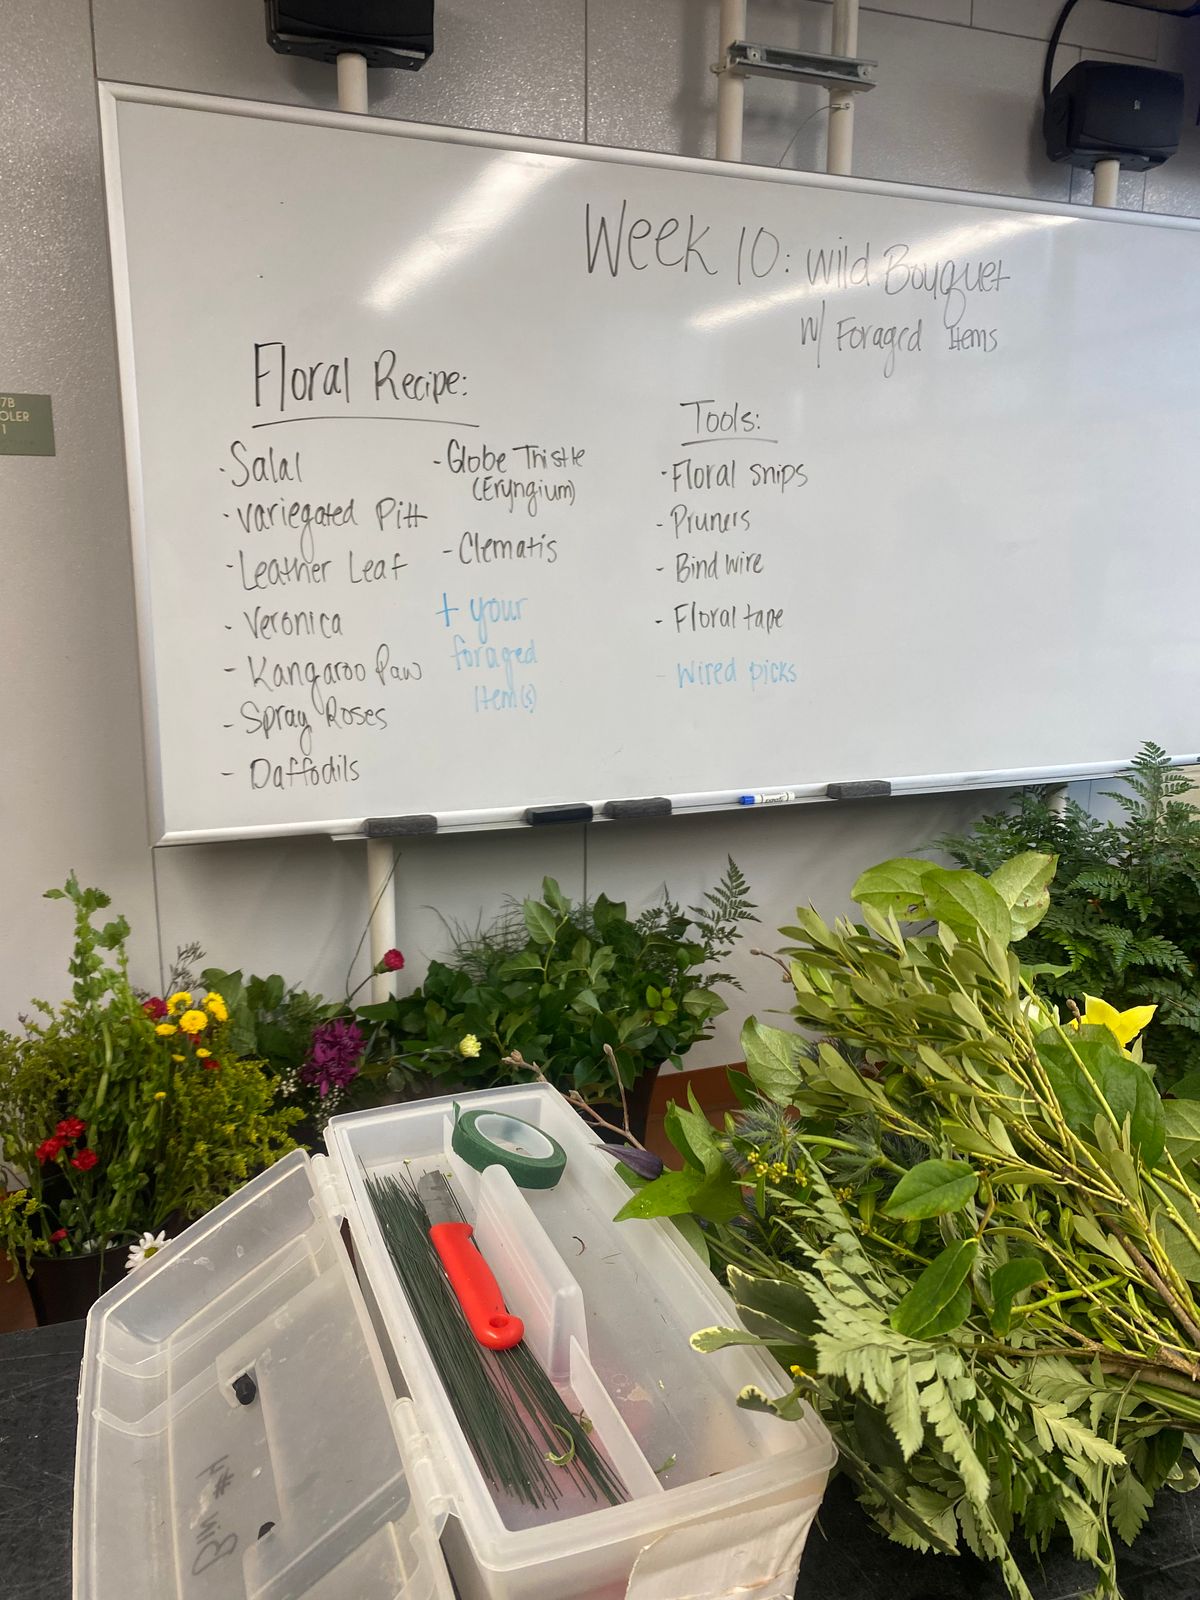 Week 10: Wild Bouquet
w/ Foraged Items
Floral Recipe:
- Salal
- Variegated Pitt
- Leather Leaf
- Veronica
- Kangaroo Paw
- Spray Roses
- Daffodils
- Globe Thistle
(Eryngium)
- Clematis
+ your
foraged
item(s)
Tools:
- Floral snips
- Pruners
- Bind wire
- Floral tape
- Wired picks
7B
OLER
1
expo
Bin #4